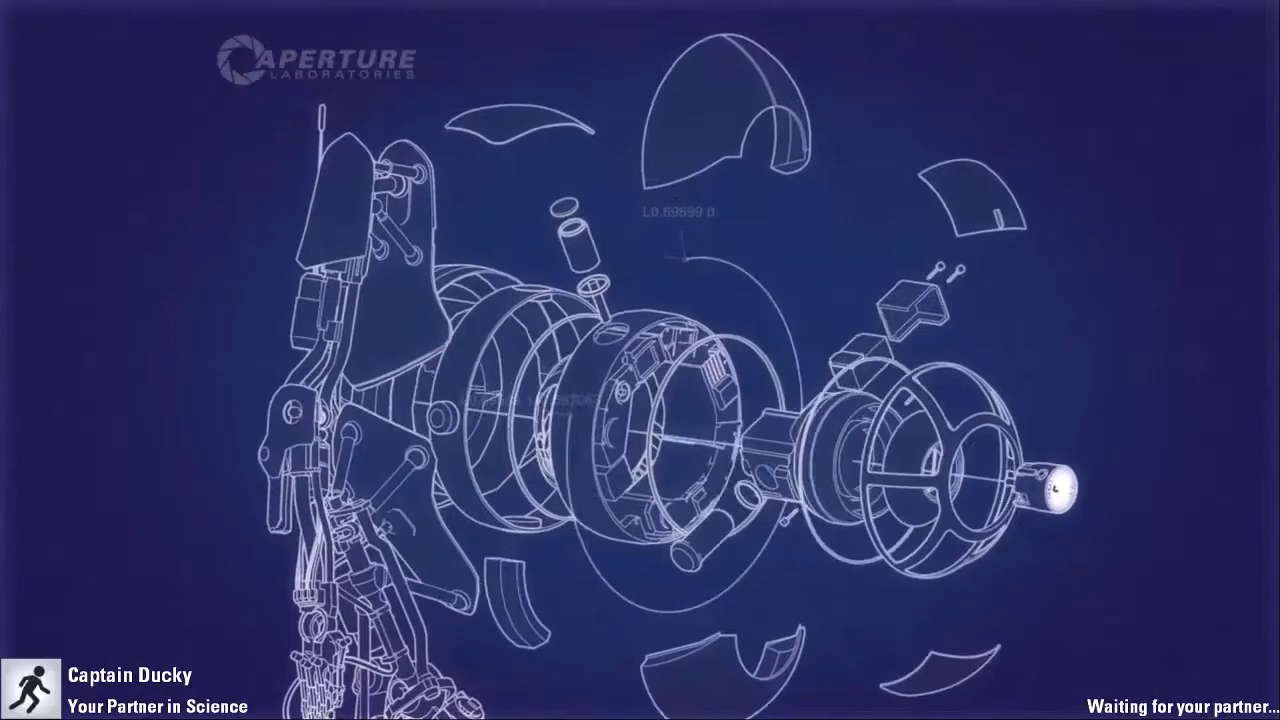 APERTURE
LABORATORIES
Captain Ducky
Your Partner in Science
Waiting for your partner...